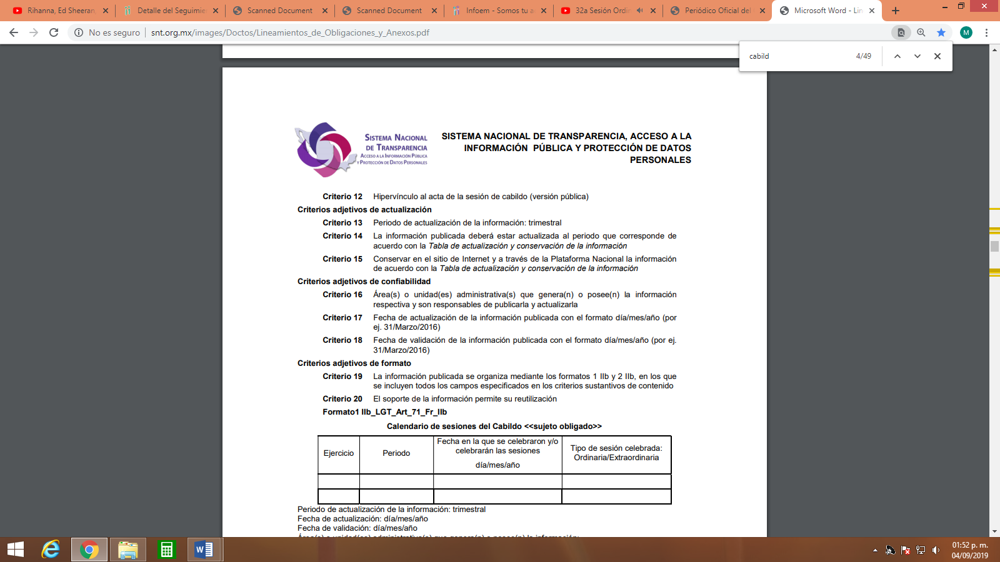 Rihanna, Ed Sheeran,
Detalle del Seguimie
Scanned Document
Scanned Document
Infoem - Somos tu a
32a Sesión Ordin
Periódico Oficial del
Microsoft Word - Lin
No es seguro
snt.org.mx/images/Doctos/Lineamientos_de_Obligaciones_y_Anexos.pdf
M
cabild
4/49
SISTEMA NACIONAL
DE TRANSPARENCIA
ACCESO A LA INFORMACIÓN PÚBLICA
Y PROTECCIÓN DE DATOS PERSONALES
SISTEMA NACIONAL DE TRANSPARENCIA, ACCESO A LA
INFORMACIÓN PÚBLICA Y PROTECCIÓN DE DATOS
PERSONALES
Criterio 12 Hipervínculo al acta de la sesión de cabildo (versión pública)
Criterios adjetivos de actualización
Criterio 13 Periodo de actualización de la información: trimestral
Criterio 14 La información publicada deberá estar actualizada al periodo que corresponde de
acuerdo con la Tabla de actualización y conservación de la información
Criterio 15 Conservar en el sitio de Internet y a través de la Plataforma Nacional la información
de acuerdo con la Tabla de actualización y conservación de la información
Criterios adjetivos de confiabilidad
Criterio 16 Área(s) o unidad(es) administrativa(s) que genera(n) o posee(n) la información
respectiva y son responsables de publicarla y actualizarla
Criterio 17 Fecha de actualización de la información publicada con el formato día/mes/año (por
ej. 31/Marzo/2016)
Criterio 18 Fecha de validación de la información publicada con el formato día/mes/año (por ej.
31/Marzo/2016)
Criterios adjetivos de formato
Criterio 19 La información publicada se organiza mediante los formatos 1 IIb y 2 IIb, en los que
se incluyen todos los campos especificados en los criterios sustantivos de contenido
Criterio 20 El soporte de la información permite su reutilización
Formato1 IIb_LGT_Art_71_Fr_IIb
Calendario de sesiones del Cabildo <<sujeto obligado>>
Ejercicio
Periodo
Fecha en la que se celebraron y/o
celebrarán las sesiones
día/mes/año
Tipo de sesión celebrada:
Ordinaria/Extraordinaria
Periodo de actualización de la información: trimestral
Fecha de actualización: día/mes/año
Fecha de validación: día/mes/año
Área(s) o unidad(es) administrativa(s) que genera(n) o posee(n) la información:
01:52 p. m.
04/09/2019